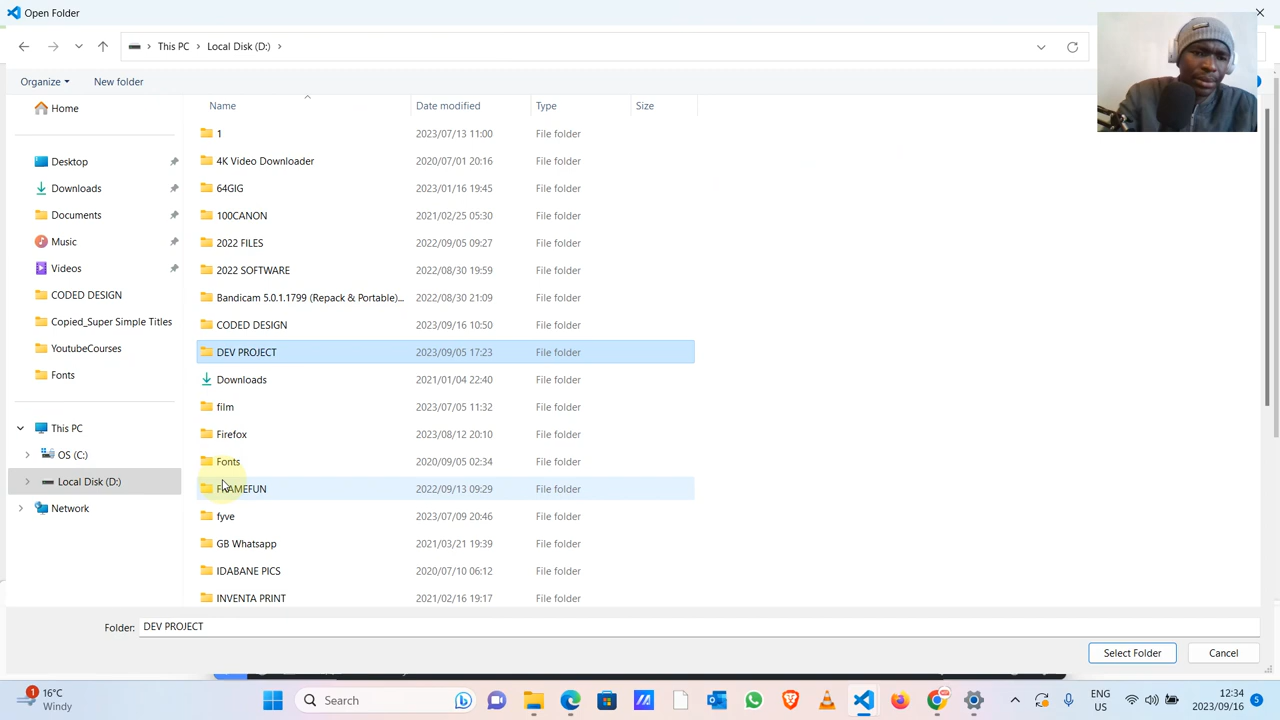 Open Folder
This PC Local Disk (D:)
Organize New folder
Name Date modified Type Size
Home
Desktop
Downloads
Documents
Music
Videos
CODED DESIGN
Copied_Super Simple Titles
YoutubeCourses
Fonts
This PC
OS (C:)
Local Disk (D:)
Network
1 2023/07/13 11:00 File folder
4K Video Downloader 2020/07/01 20:16 File folder
64GIG 2023/01/16 19:45 File folder
100CANON 2021/02/25 05:30 File folder
2022 FILES 2022/09/05 09:27 File folder
2022 SOFTWARE 2022/08/30 19:59 File folder
Bandicam 5.0.1.1799 (Repack & Portable)... 2022/08/30 21:09 File folder
CODED DESIGN 2023/09/16 10:50 File folder
DEV PROJECT 2023/09/05 17:23 File folder
Downloads 2021/01/04 22:40 File folder
film 2023/07/05 11:32 File folder
Firefox 2023/08/12 20:10 File folder
Fonts 2020/09/05 02:34 File folder
FRAMEFUN 2022/09/13 09:29 File folder
fyve 2023/07/09 20:46 File folder
GB Whatsapp 2021/03/21 19:39 File folder
IDABANE PICS 2020/07/10 06:12 File folder
INVENTA PRINT 2021/02/16 19:17 File folder
Folder: DEV PROJECT
Select Folder Cancel
1 16°C
Windy
Search
ENG
US
12:34
2023/09/16
5